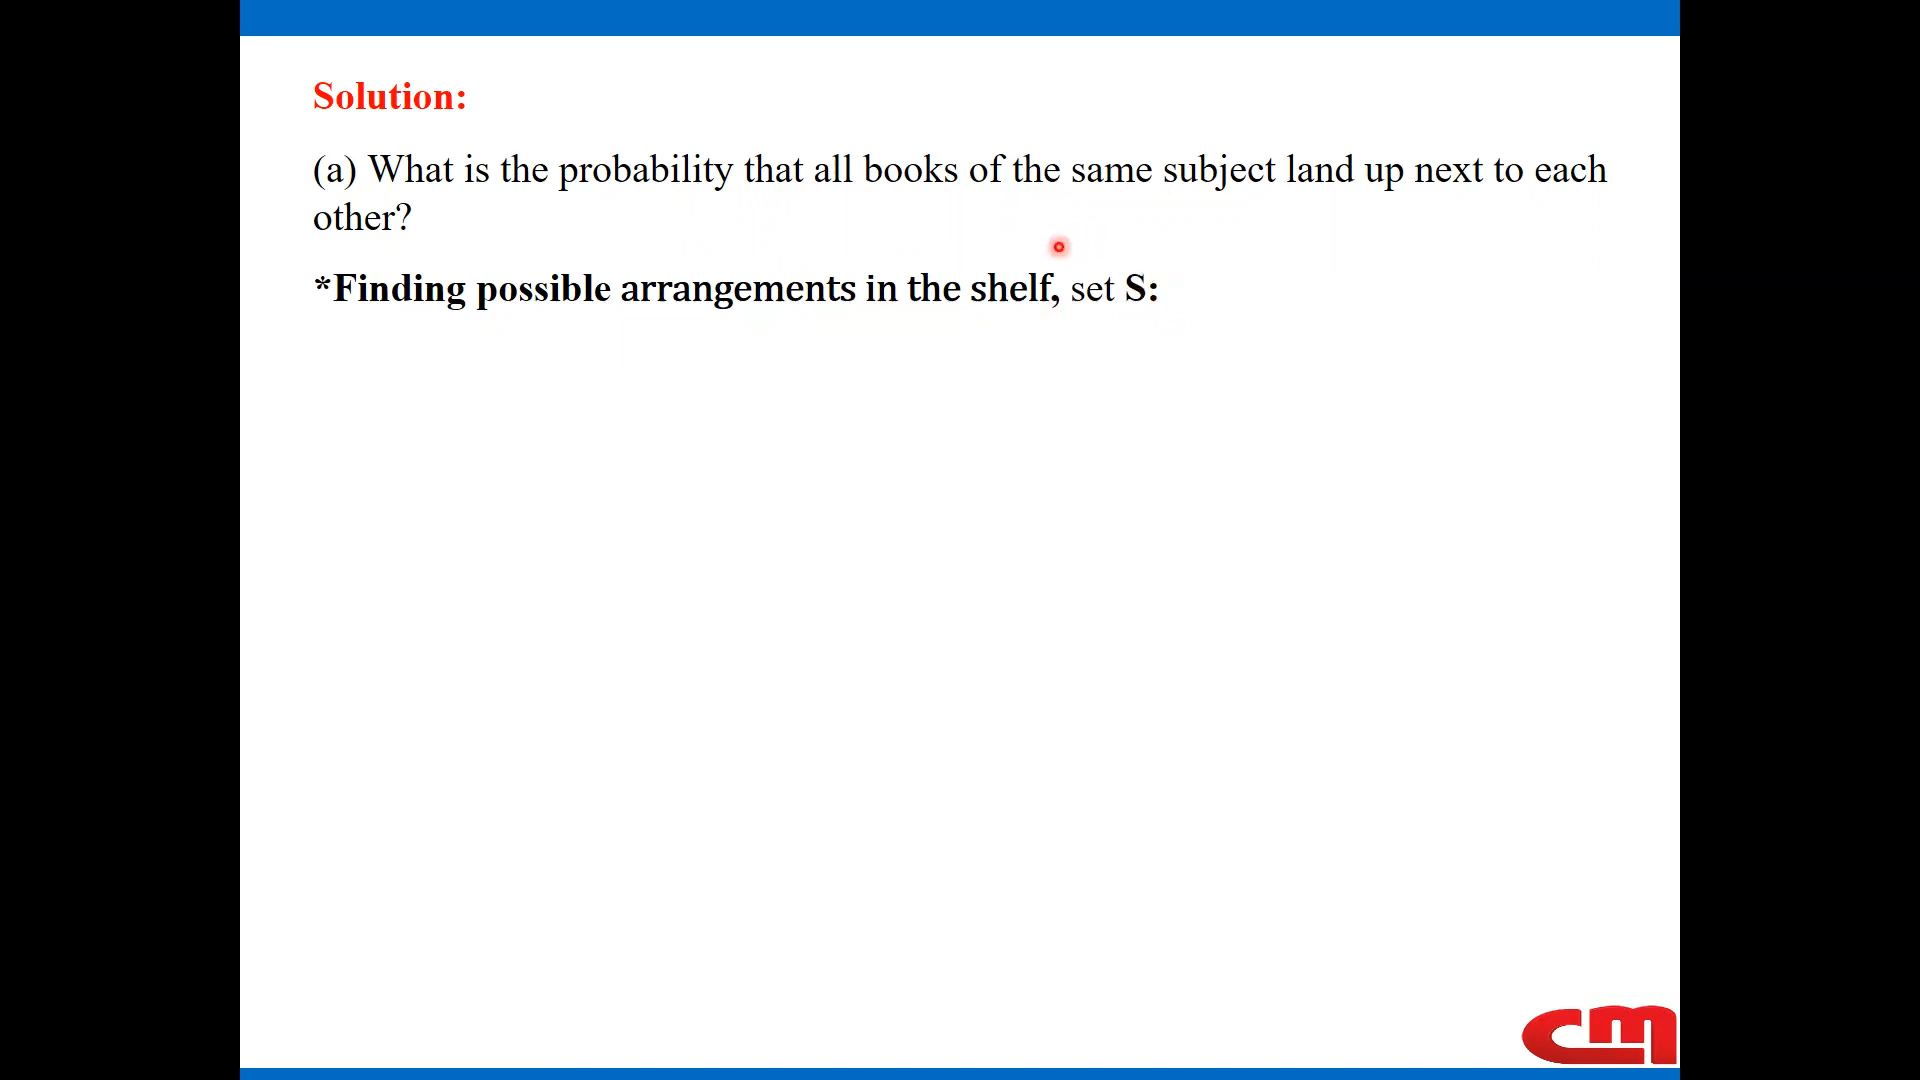 Solution:
(a) What is the probability that all books of the same subject land up next to each
other?
*Finding possible arrangements in the shelf, set S:
cm